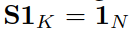 S1_K = 1_N